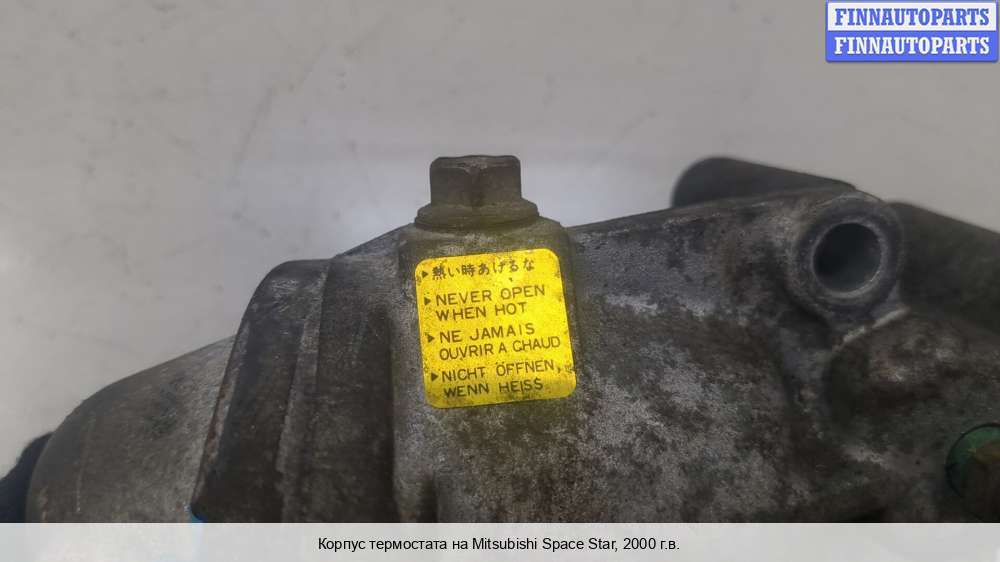 FINNAUTOPARTS
FINNAUTOPARTS
▶熱い時あけるな
▶NEVER OPEN
WHEN HOT
▶NE JAMAIS
OUVRIR A CHAUD
▶NICHT ÖFFNEN,
WENN HEISS
Корпус термостата на Mitsubishi Space Star, 2000 г.в.